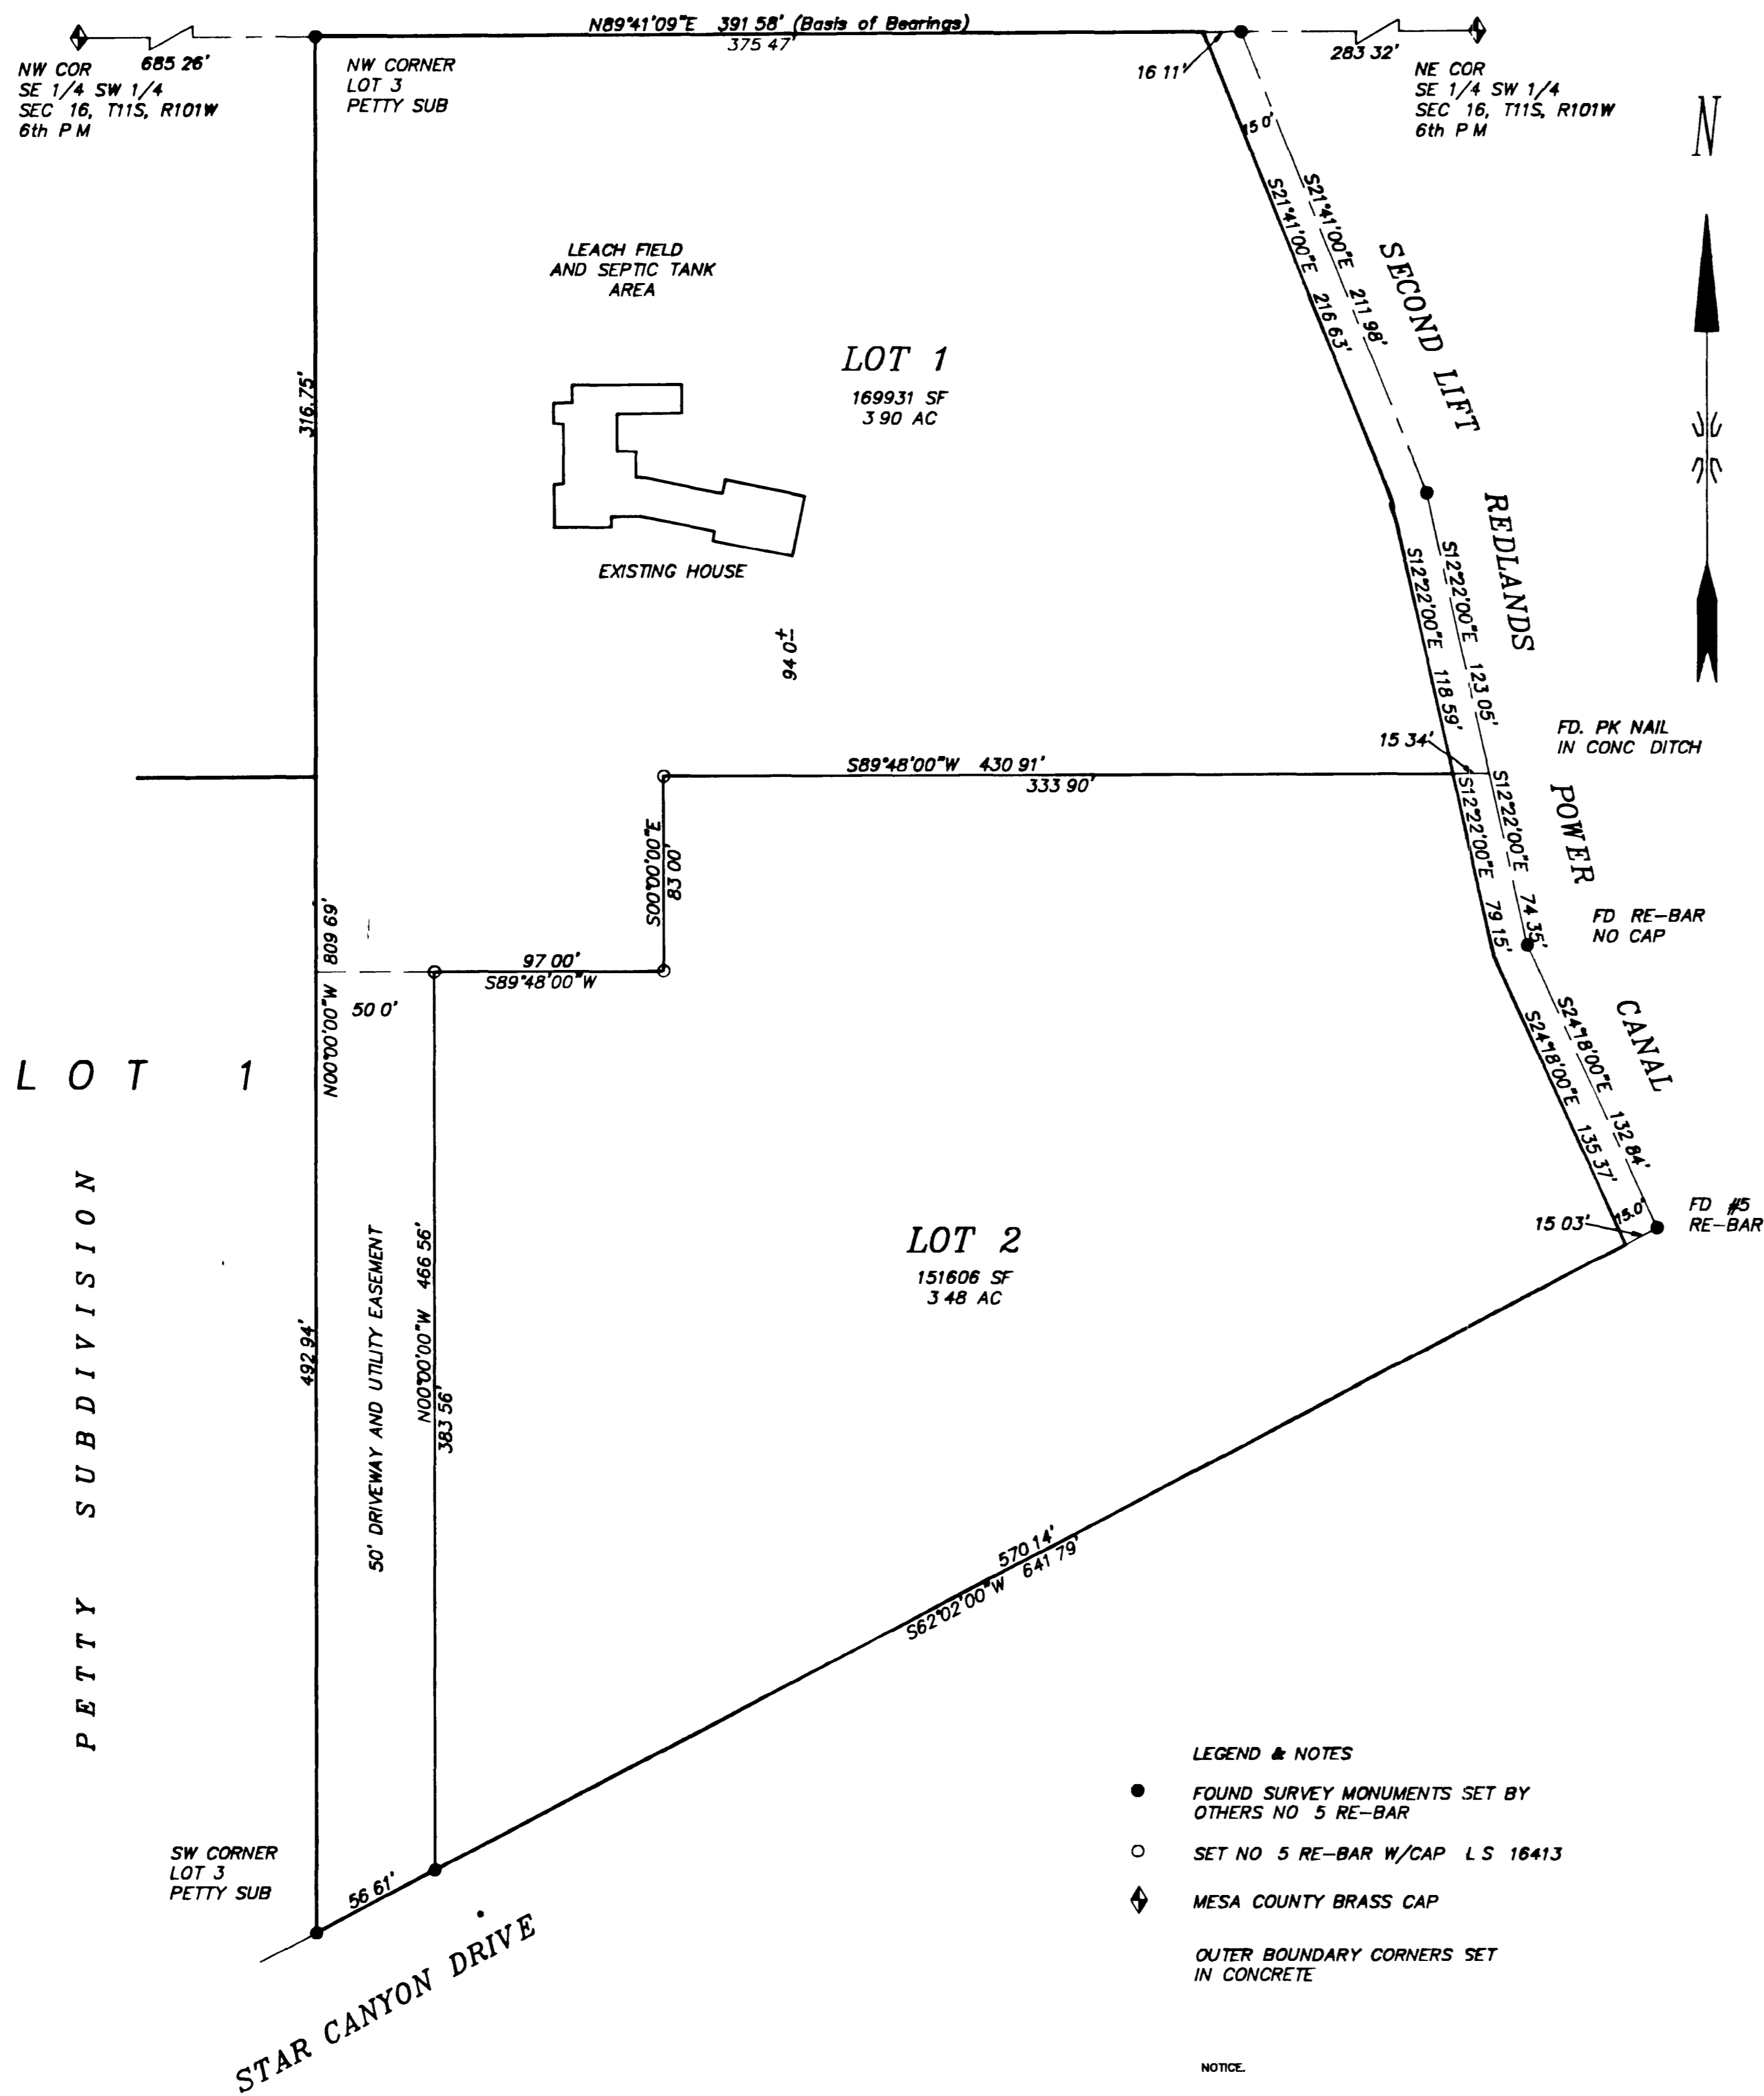 N89°41'09"E 391 58' (Basis of Bearings)
375 47'
685 26'
NW COR
SE 1/4 SW 1/4
SEC 16, T11S, R101W
6th P M
NW CORNER
LOT 3
PETTY SUB
16 11'
283 32'
NE COR
SE 1/4 SW 1/4
SEC 16, T11S, R101W
6th P M
N
15 0'
S21°41'00"E 211 98'
S21°41'00"E 216 63'
SECOND LIFT
REDLANDS
POWER
CANAL
LEACH FIELD
AND SEPTIC TANK
AREA
LOT 1
169931 SF
3 90 AC
316.75'
EXISTING HOUSE
94 0±
S12°22'00"E 123 05'
S12°22'00"E 118 59'
FD. PK NAIL
IN CONC DITCH
15 34'
S89°48'00"W 430 91'
333 90'
S12°22'00"E 74 35'
S12°22'00"E 79 15'
S00°00'00"E
83 00'
FD RE-BAR
NO CAP
N00°00'00"W 809 69'
97 00'
S89°48'00"W
50 0'
S24°18'00"E 132 84'
S24°18'00"E 135 37'
LOT 1
PETTY SUBDIVISION
15.0'
15 03'
FD #5
RE-BAR
LOT 2
151606 SF
3 48 AC
492 94'
50' DRIVEWAY AND UTILITY EASEMENT
N00°00'00"W 466 56'
383 56'
570 14'
S62°02'00"W 641 79'
SW CORNER
LOT 3
PETTY SUB
56 61'
STAR CANYON DRIVE
LEGEND & NOTES
FOUND SURVEY MONUMENTS SET BY
OTHERS NO 5 RE-BAR
SET NO 5 RE-BAR W/CAP L S 16413
MESA COUNTY BRASS CAP
OUTER BOUNDARY CORNERS SET
IN CONCRETE
NOTICE.